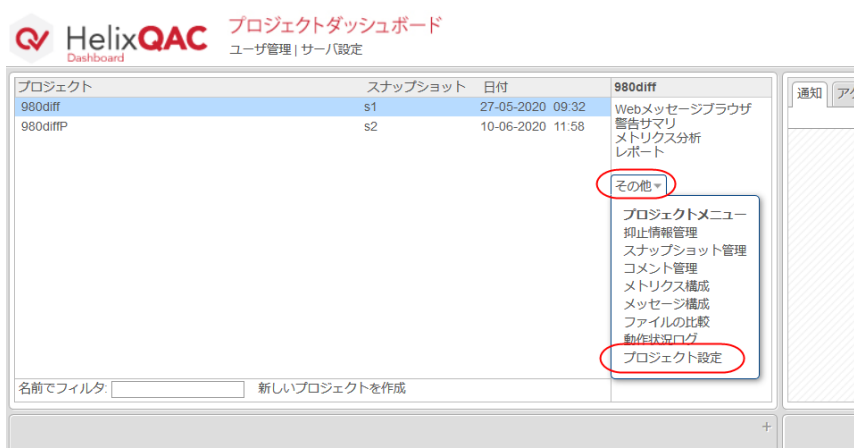 HelixQAC
Dashboard
プロジェクトダッシュボード
ユーザ管理 | サーバ設定
プロジェクト スナップショット 日付
980diff s1 27-05-2020 09:32
980diffP s2 10-06-2020 11:58
名前でフィルタ: 新しいプロジェクトを作成
980diff
Webメッセージブラウザ
警告サマリ
メトリクス分析
レポート
その他
プロジェクトメニュー
抑止情報管理
スナップショット管理
コメント管理
メトリクス構成
メッセージ構成
ファイルの比較
動作状況ログ
プロジェクト設定
通知
+